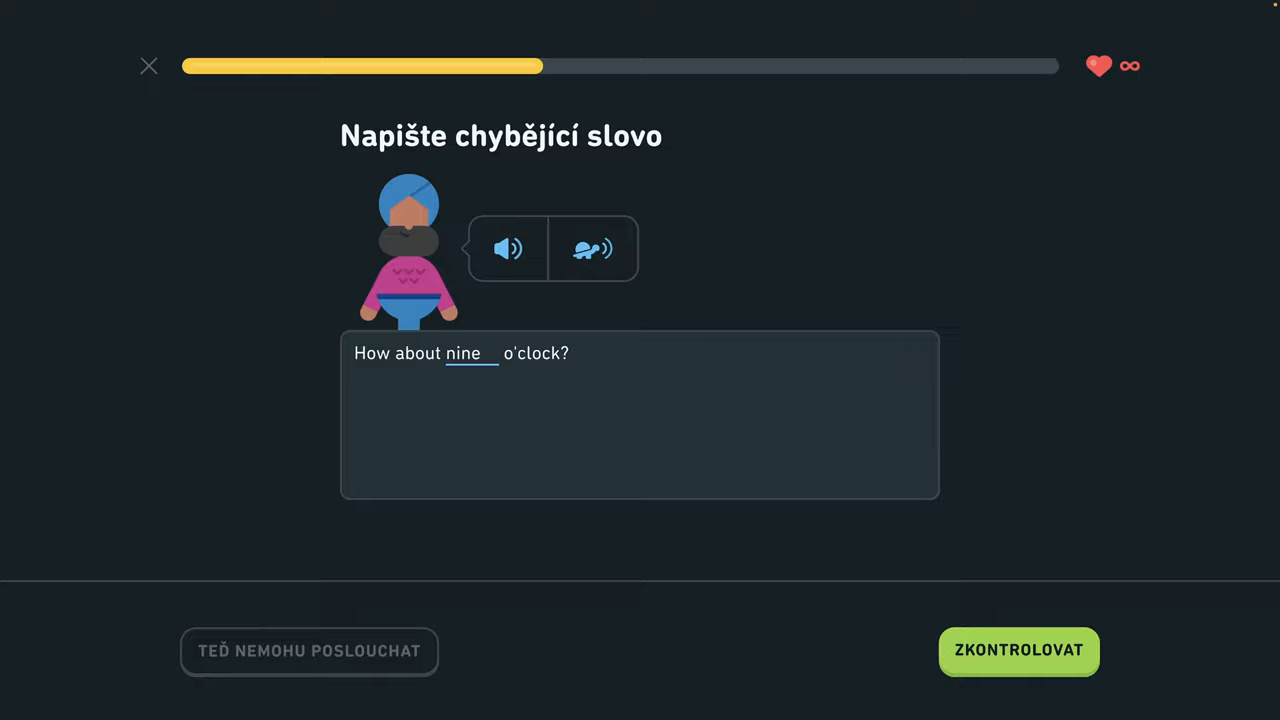 Napište chybějící slovo
How about nine o'clock?
TEĎ NEMOHU POSLOUCHAT
ZKONTROLOVAT